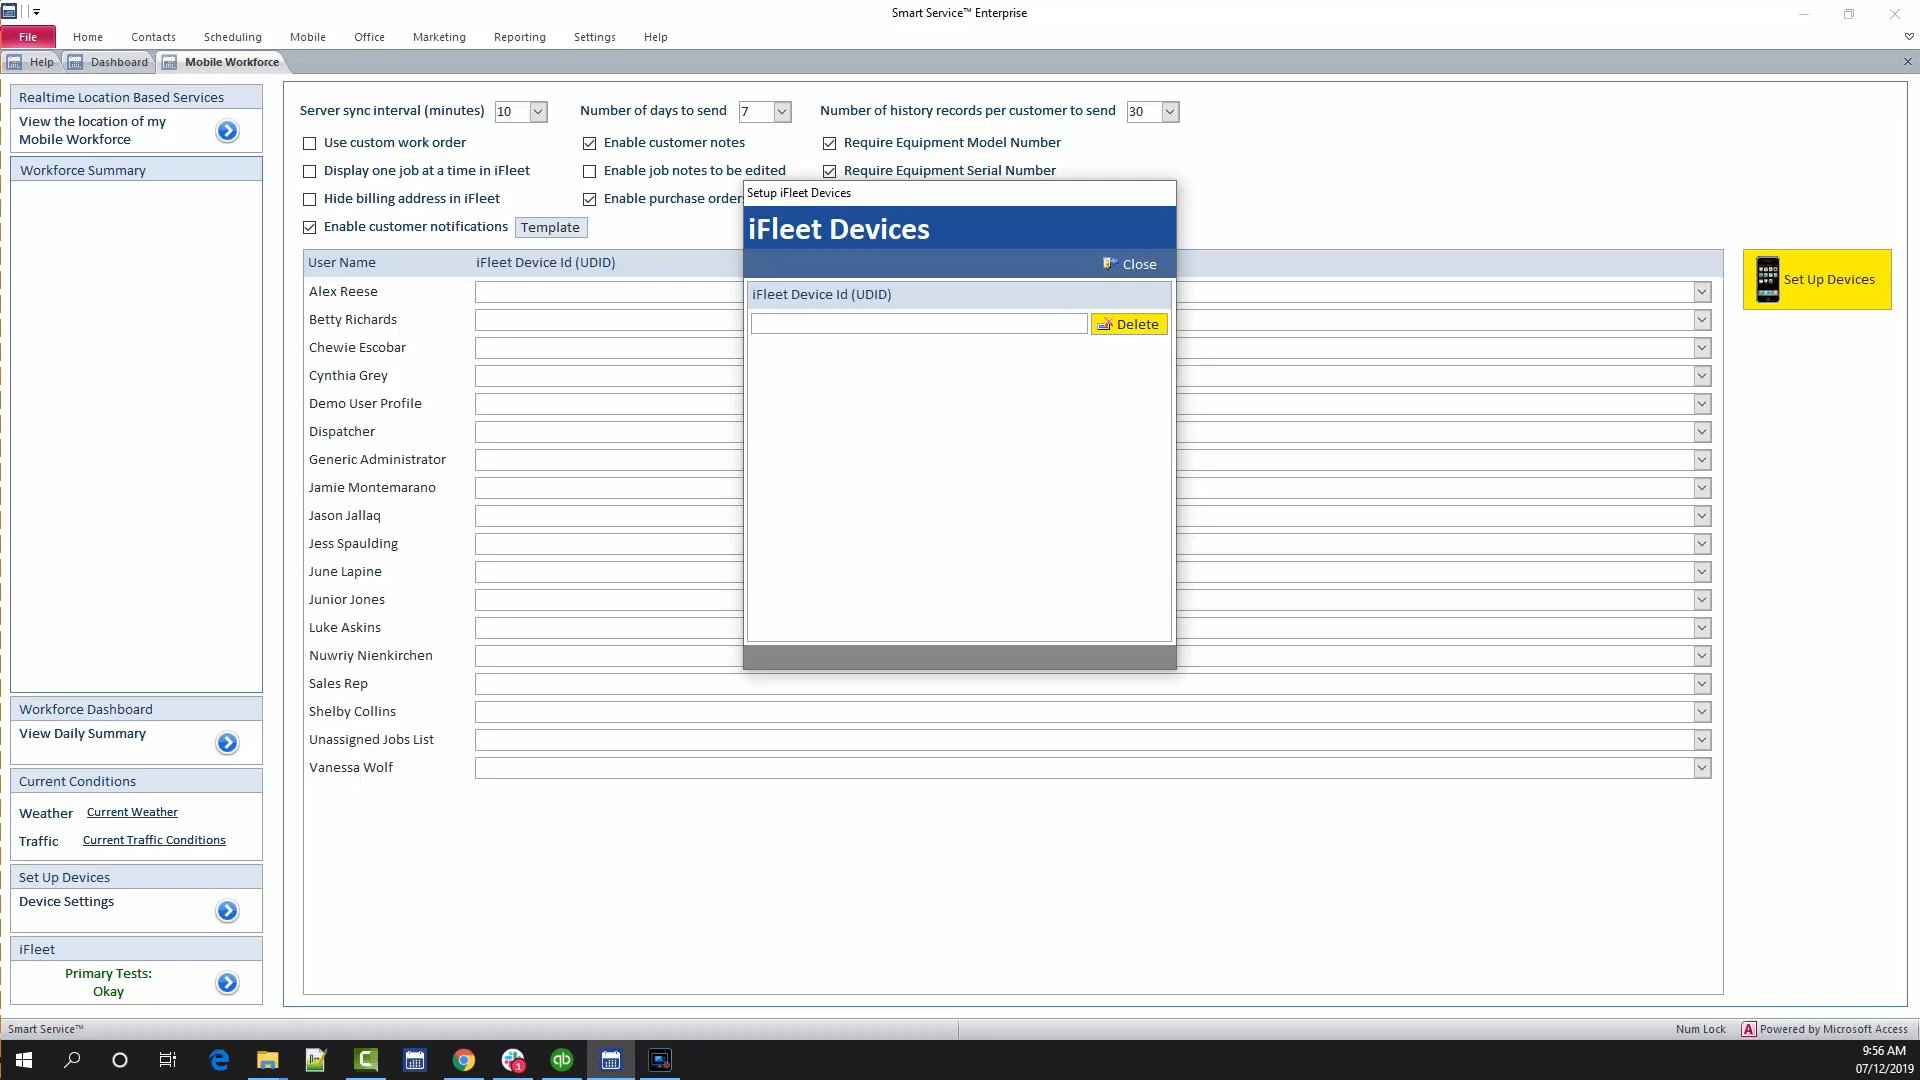 Smart Service™ Enterprise
File Home Contacts Scheduling Mobile Office Marketing Reporting Settings Help
Help Dashboard Mobile Workforce
Realtime Location Based Services
View the location of my
Mobile Workforce
Workforce Summary
Workforce Dashboard
View Daily Summary
Current Conditions
Weather Current Weather
Traffic Current Traffic Conditions
Set Up Devices
Device Settings
iFleet
Primary Tests:
Okay
Server sync interval (minutes) 10 Number of days to send 7 Number of history records per customer to send 30
Use custom work order Enable customer notes Require Equipment Model Number
Display one job at a time in iFleet Enable job notes to be edited Require Equipment Serial Number
Hide billing address in iFleet Enable purchase order
Enable customer notifications Template
User Name iFleet Device Id (UDID)
Alex Reese
Betty Richards
Chewie Escobar
Cynthia Grey
Demo User Profile
Dispatcher
Generic Administrator
Jamie Montemarano
Jason Jallaq
Jess Spaulding
June Lapine
Junior Jones
Luke Askins
Nuwriy Nienkirchen
Sales Rep
Shelby Collins
Unassigned Jobs List
Vanessa Wolf
Setup iFleet Devices
iFleet Devices
Close
iFleet Device Id (UDID)
Delete
Set Up Devices
Smart Service™ Num Lock A Powered by Microsoft Access
qb
1
9:56 AM
07/12/2019